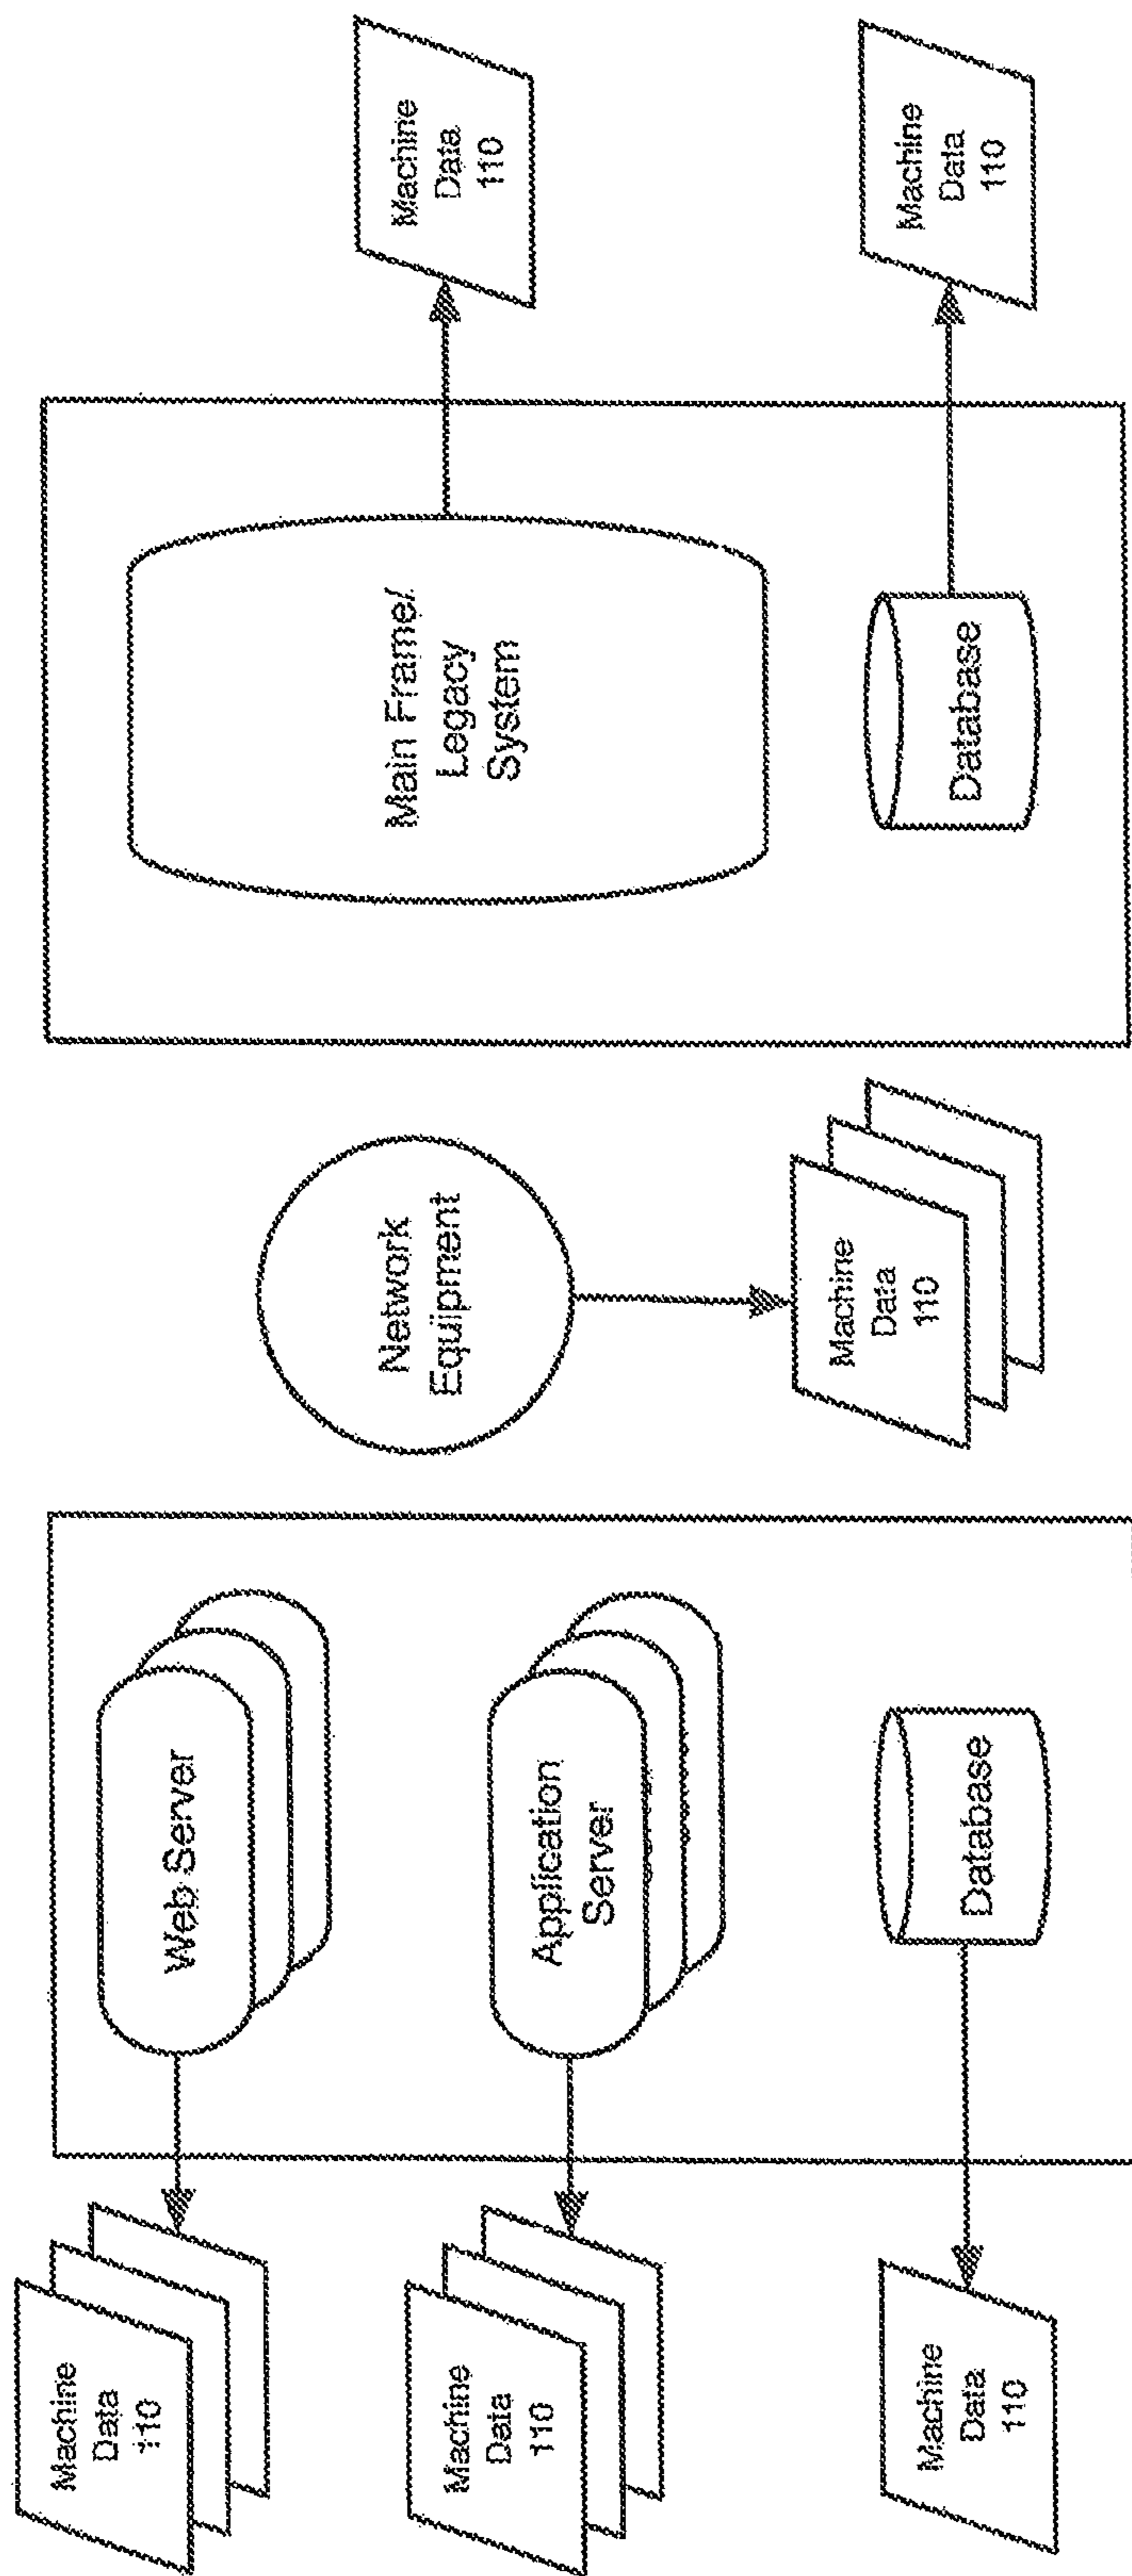 Machine
Data
110
Web Server
Machine
Data
110
Application
Server
Machine
Data
110
Database
Network
Equipment
Machine
Data
110
Main Frame/
Legacy
System
Machine
Data
110
Database
Machine
Data
110